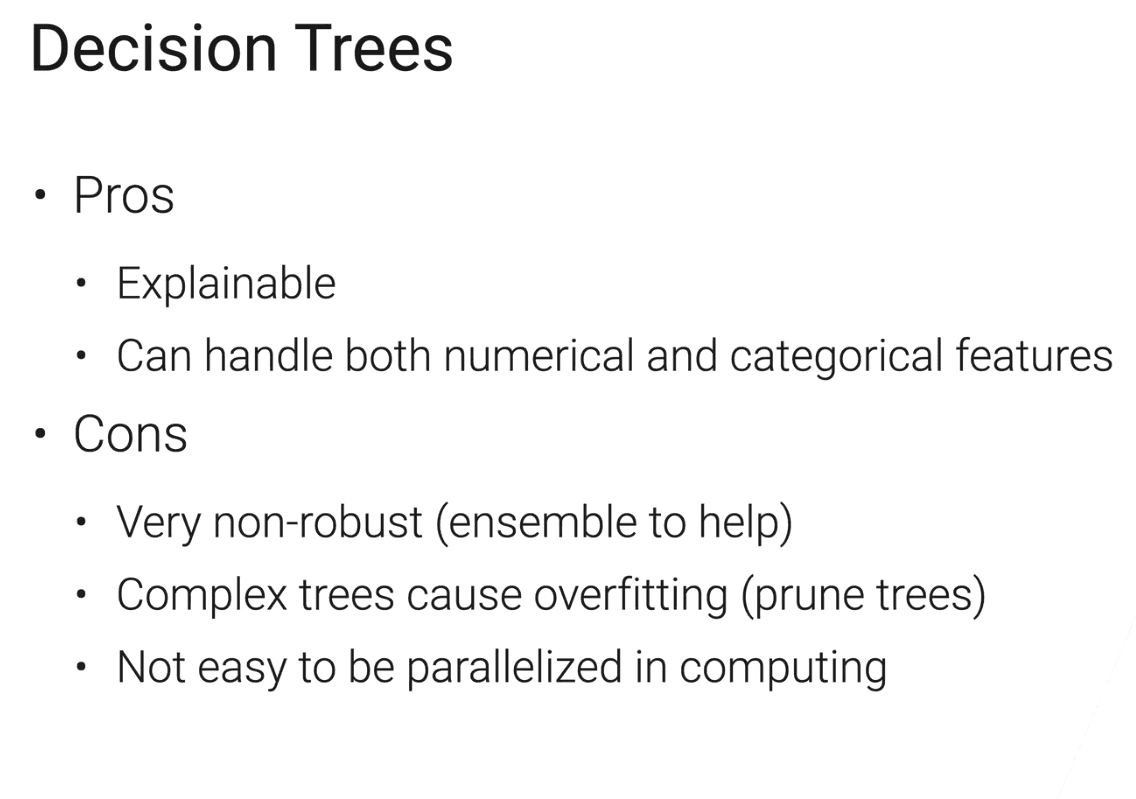 Decision Trees
• Pros
• Explainable
• Can handle both numerical and categorical features
• Cons
• Very non-robust (ensemble to help)
• Complex trees cause overfitting (prune trees)
• Not easy to be parallelized in computing